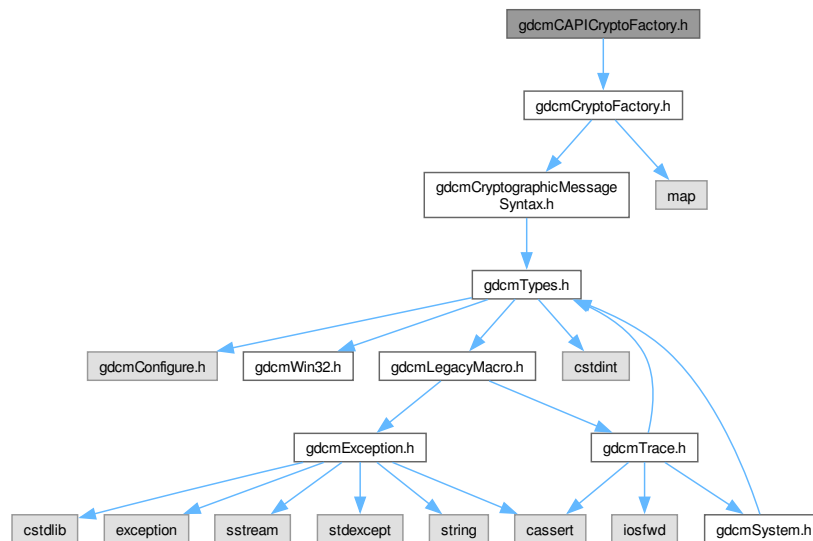 gdcmCAPICryptoFactory.h
gdcmCryptoFactory.h
gdcmCryptographicMessage
Syntax.h
map
gdcmTypes.h
gdcmConfigure.h
gdcmWin32.h
gdcmLegacyMacro.h
cstdint
gdcmException.h
gdcmTrace.h
cstdlib
exception
sstream
stdexcept
string
cassert
iosfwd
gdcmSystem.h